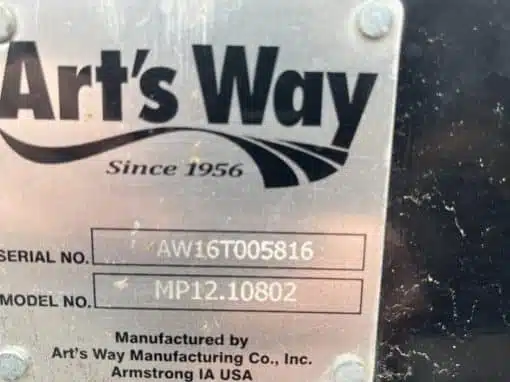 Art's Way
Since 1956
SERIAL NO. AW16T005816
MODEL NO. MP12.10802
Manufactured by
Art's Way Manufacturing Co., Inc.
Armstrong IA USA